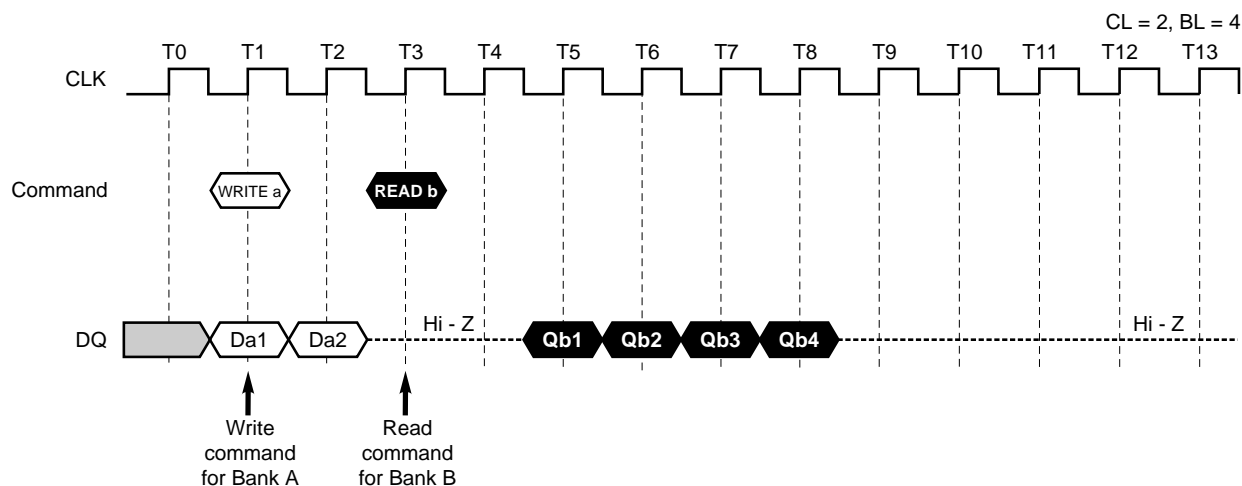 CL = 2, BL = 4
T0 T1 T2 T3 T4 T5 T6 T7 T8 T9 T10 T11 T12 T13
CLK
Command
WRITE a
READ b
DQ
Da1 Da2 Hi - Z Qb1 Qb2 Qb3 Qb4 Hi - Z
Write
command
for Bank A
Read
command
for Bank B